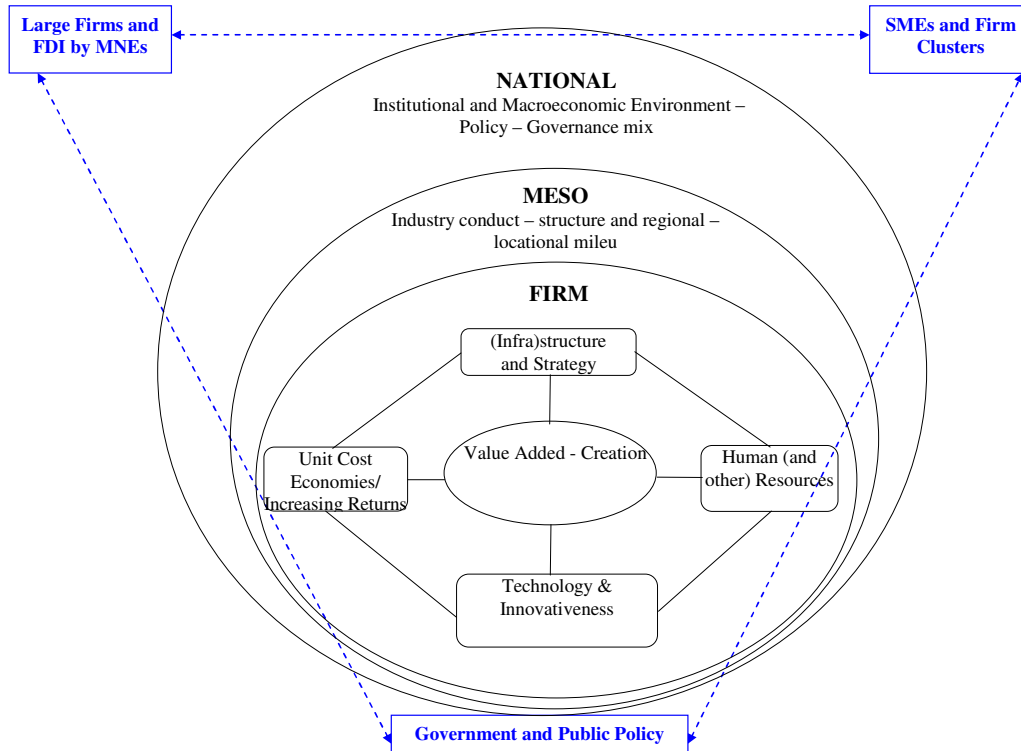 Large Firms and
FDI by MNEs
SMEs and Firm
Clusters
NATIONAL
Institutional and Macroeconomic Environment –
Policy – Governance mix
MESO
Industry conduct – structure and regional –
locational mileu
FIRM
(Infra)structure
and Strategy
Unit Cost
Economies/
Increasing Returns
Value Added - Creation
Human (and
other) Resources
Technology &
Innovativeness
Government and Public Policy